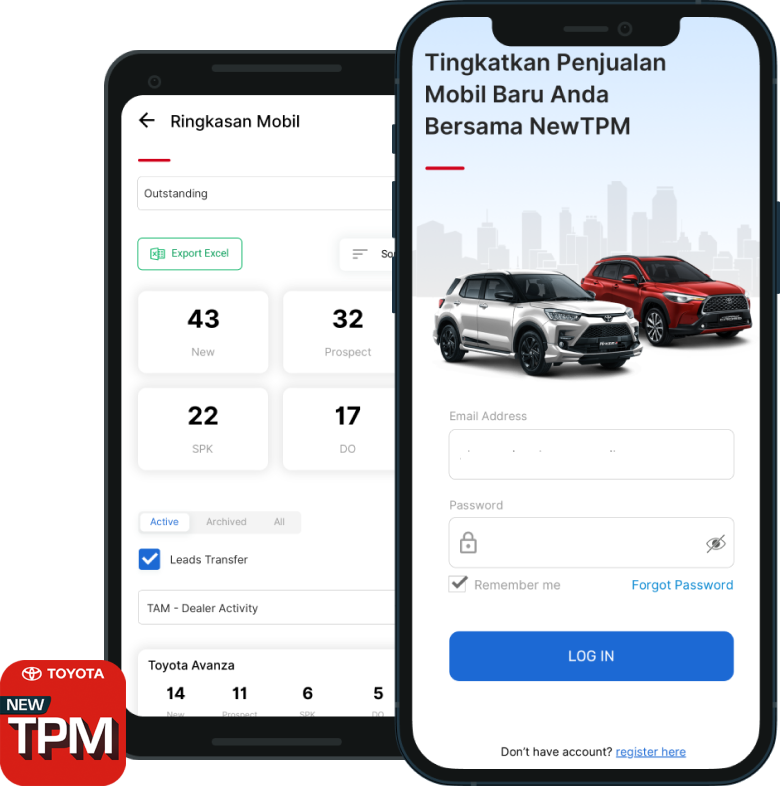 Ringkasan Mobil
Outstanding
Export Excel
43
New
32
Prospect
22
SPK
17
DO
Active Archived All
Leads Transfer
TAM - Dealer Activity
Toyota Avanza
14 11 6 5
New Prospect SPK DO
Tingkatkan Penjualan
Mobil Baru Anda
Bersama NewTPM
Email Address
Password
Remember me
Forgot Password
LOG IN
Don’t have account? register here
TOYOTA
NEW
TPM